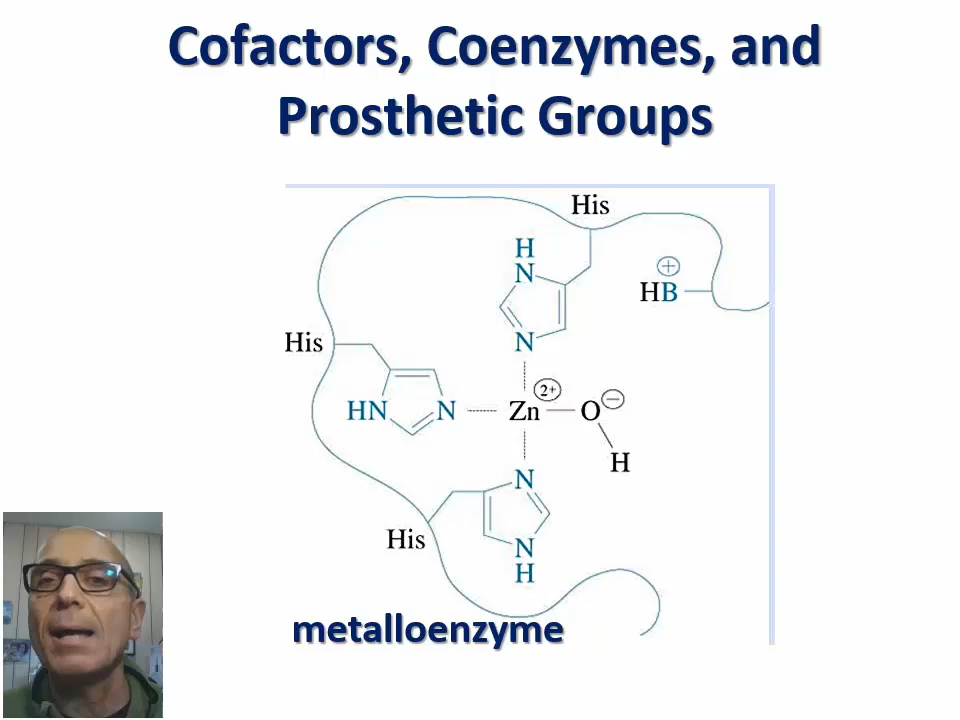 Cofactors, Coenzymes, and
Prosthetic Groups
His
H
N
HB
+
N
His
HN
N
Zn
2+
O
−
H
N
His
N
H
metalloenzyme